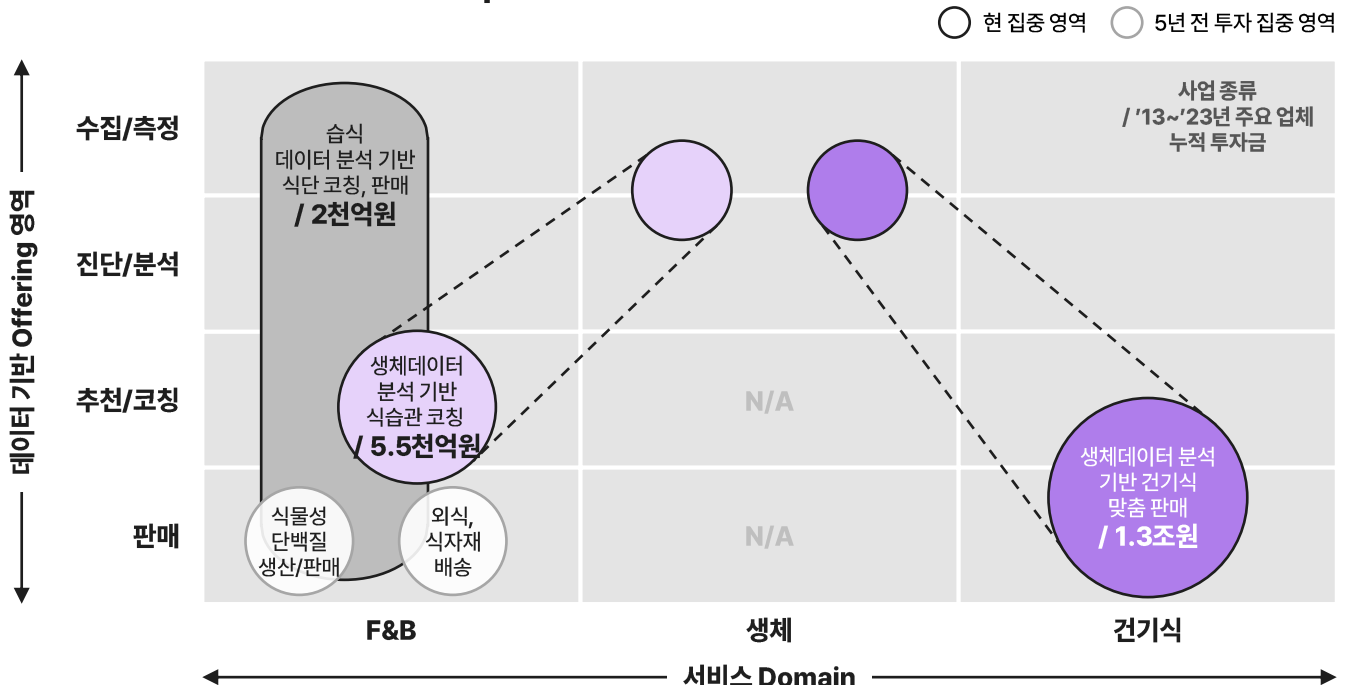 현 집중 영역
5년 전 투자 집중 영역
사업 종류
/ ’13~’23년 주요 업체
누적 투자금
데이터 기반 Offering 영역
수집/측정
진단/분석
추천/코칭
판매
습식
데이터 분석 기반
식단 코칭, 판매
/ 2천억원
생체데이터
분석 기반
식습관 코칭
/ 5.5천억원
식물성
단백질
생산/판매
외식,
식자재
배송
N/A
N/A
생체데이터 분석
기반 건기식
맞춤 판매
/ 1.3조원
F&B
생체
건기식
서비스 Domain